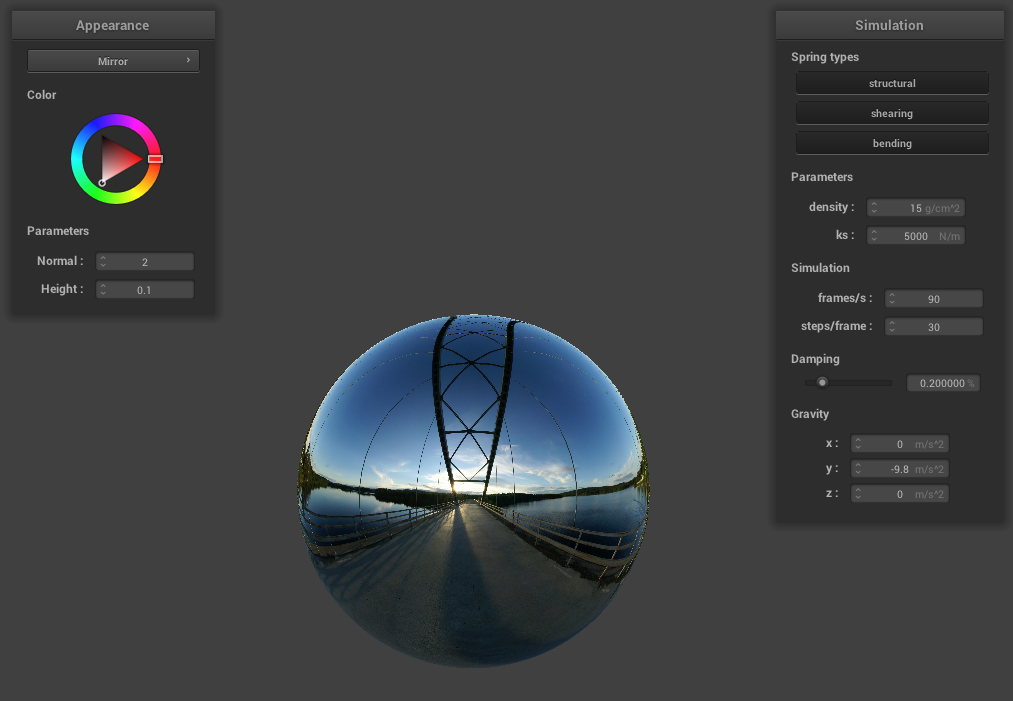 Appearance
Mirror
Color
Parameters
Normal : 2
Height : 0.1
Simulation
Spring types
structural
shearing
bending
Parameters
density : 15 g/cm^2
ks : 5000 N/m
Simulation
frames/s : 90
steps/frame : 30
Damping
0.200000 %
Gravity
x : 0 m/s^2
y : -9.8 m/s^2
z : 0 m/s^2